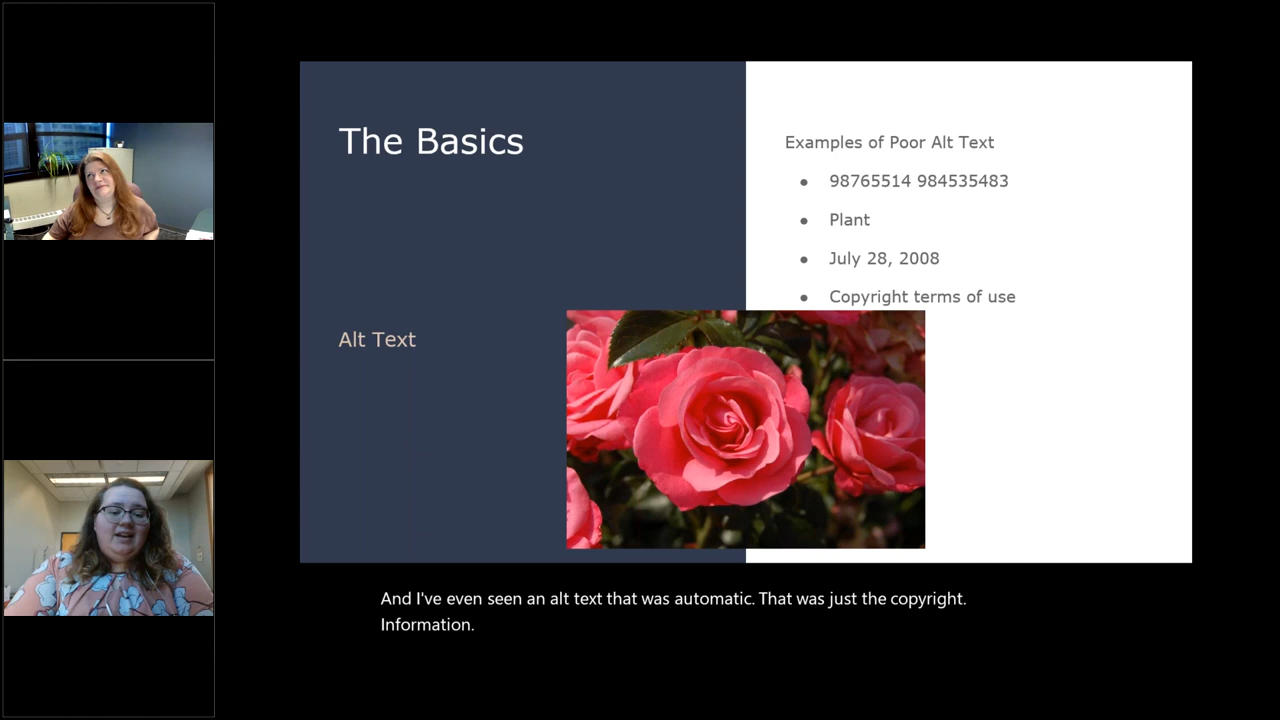 The Basics
Alt Text
Examples of Poor Alt Text
● 98765514 984535483
● Plant
● July 28, 2008
● Copyright terms of use
And I've even seen an alt text that was automatic. That was just the copyright.
Information.